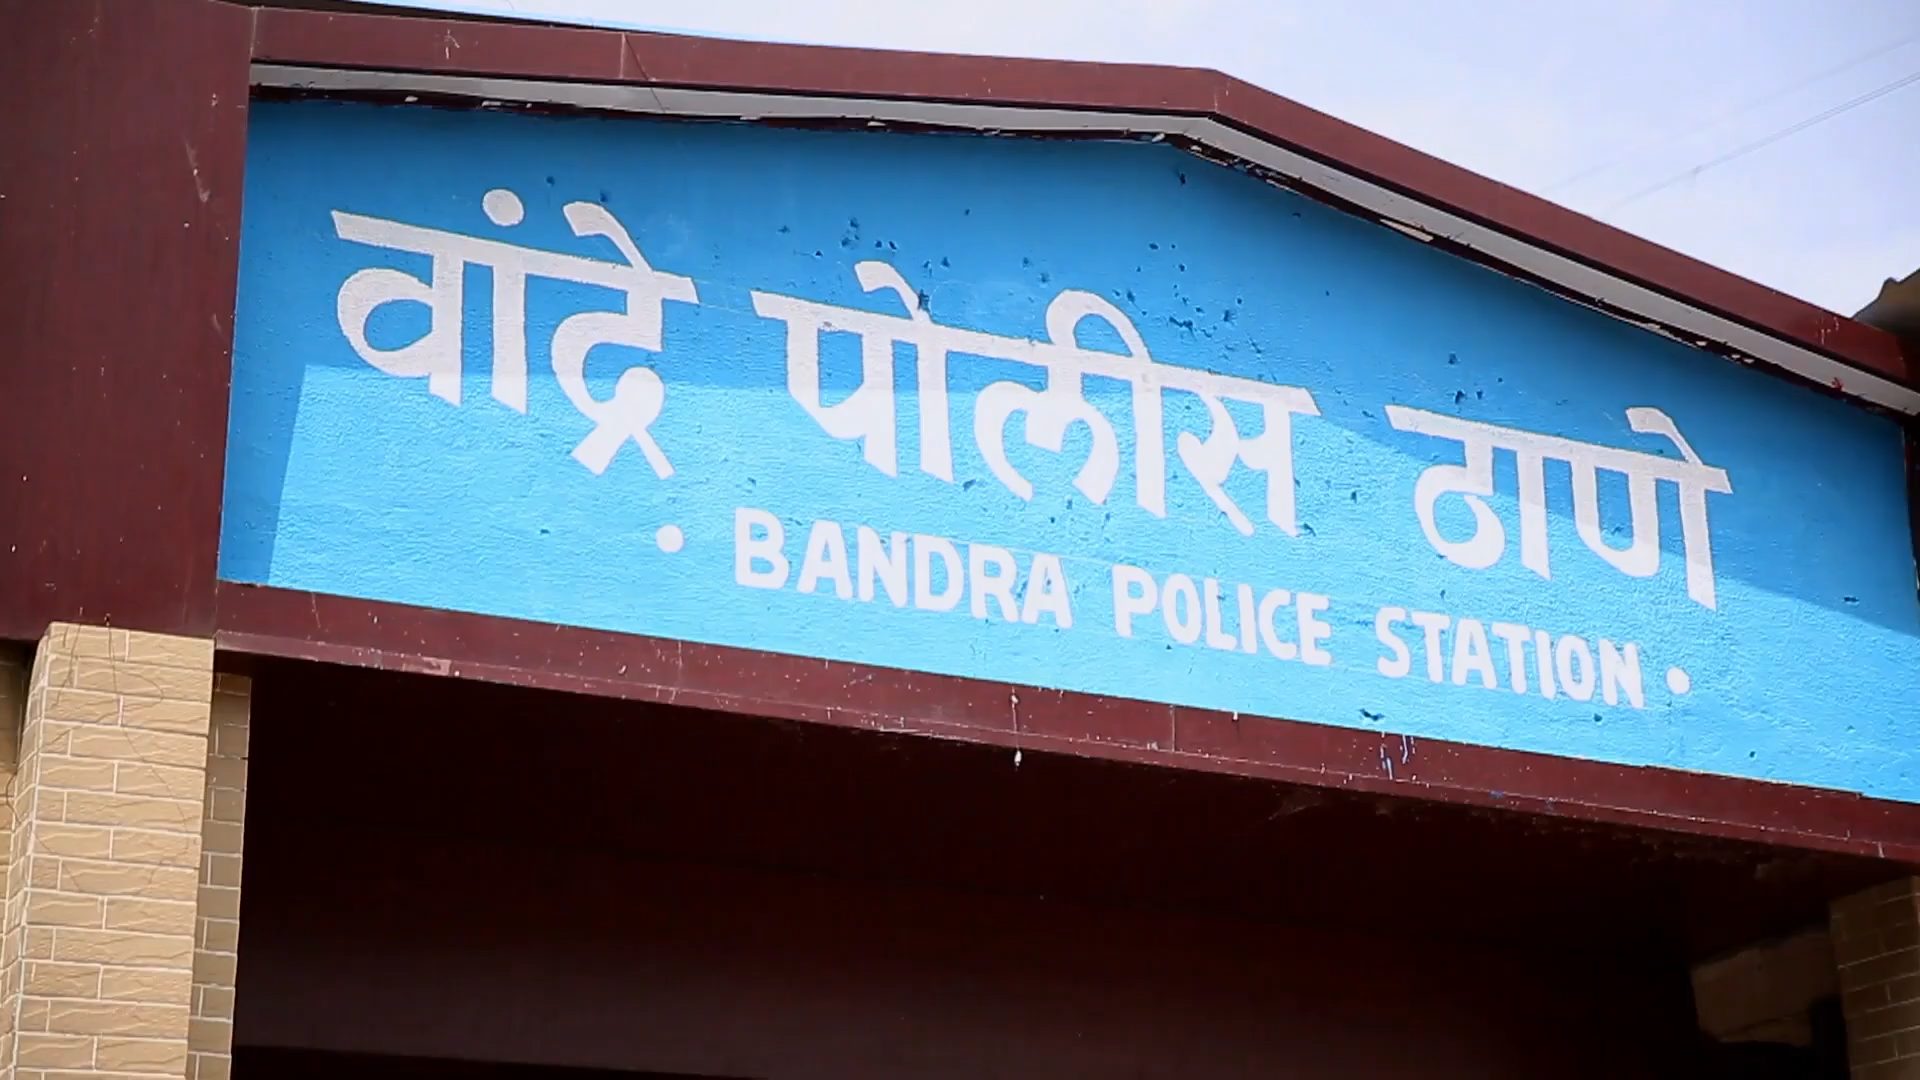 वांद्रे पोलीस ठाणे
• BANDRA POLICE STATION •